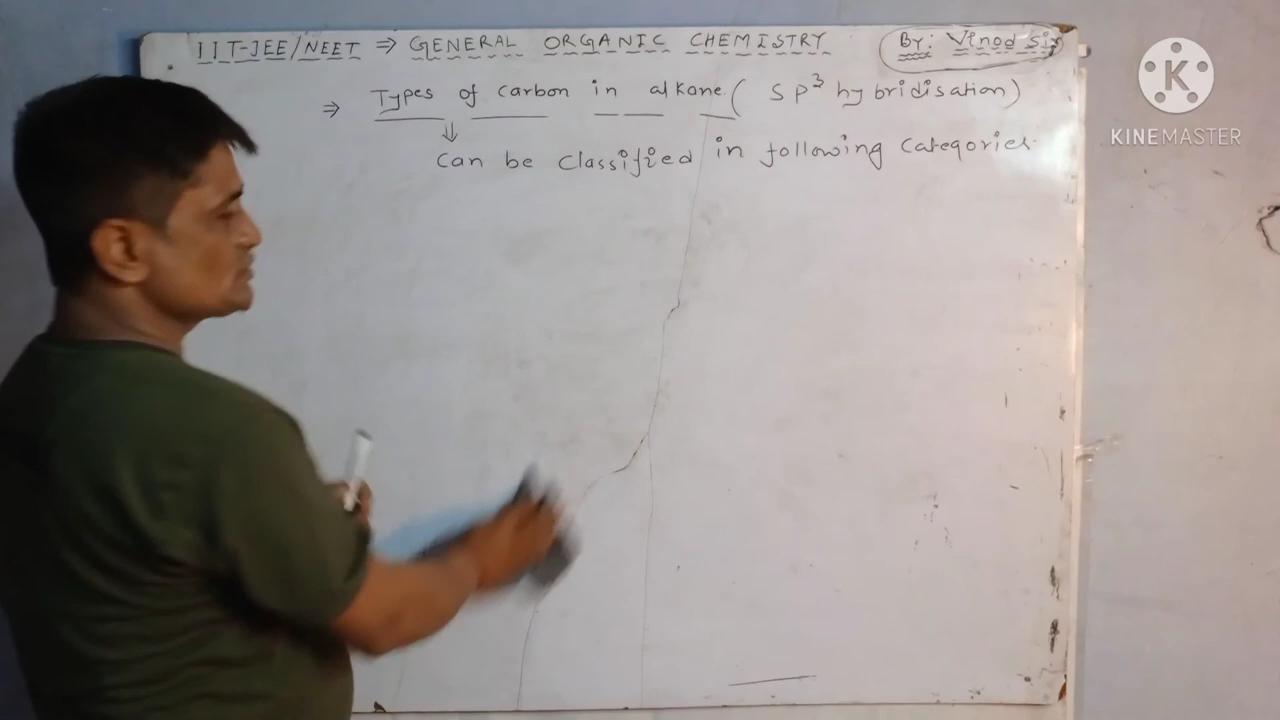 IIT-JEE/NEET ⇒ GENERAL ORGANIC CHEMISTRY By: Vinod Sir
⇒ Types of carbon in alkane ( SP³ hybridisation)
can be classified in following categories.
K
KINEMASTER